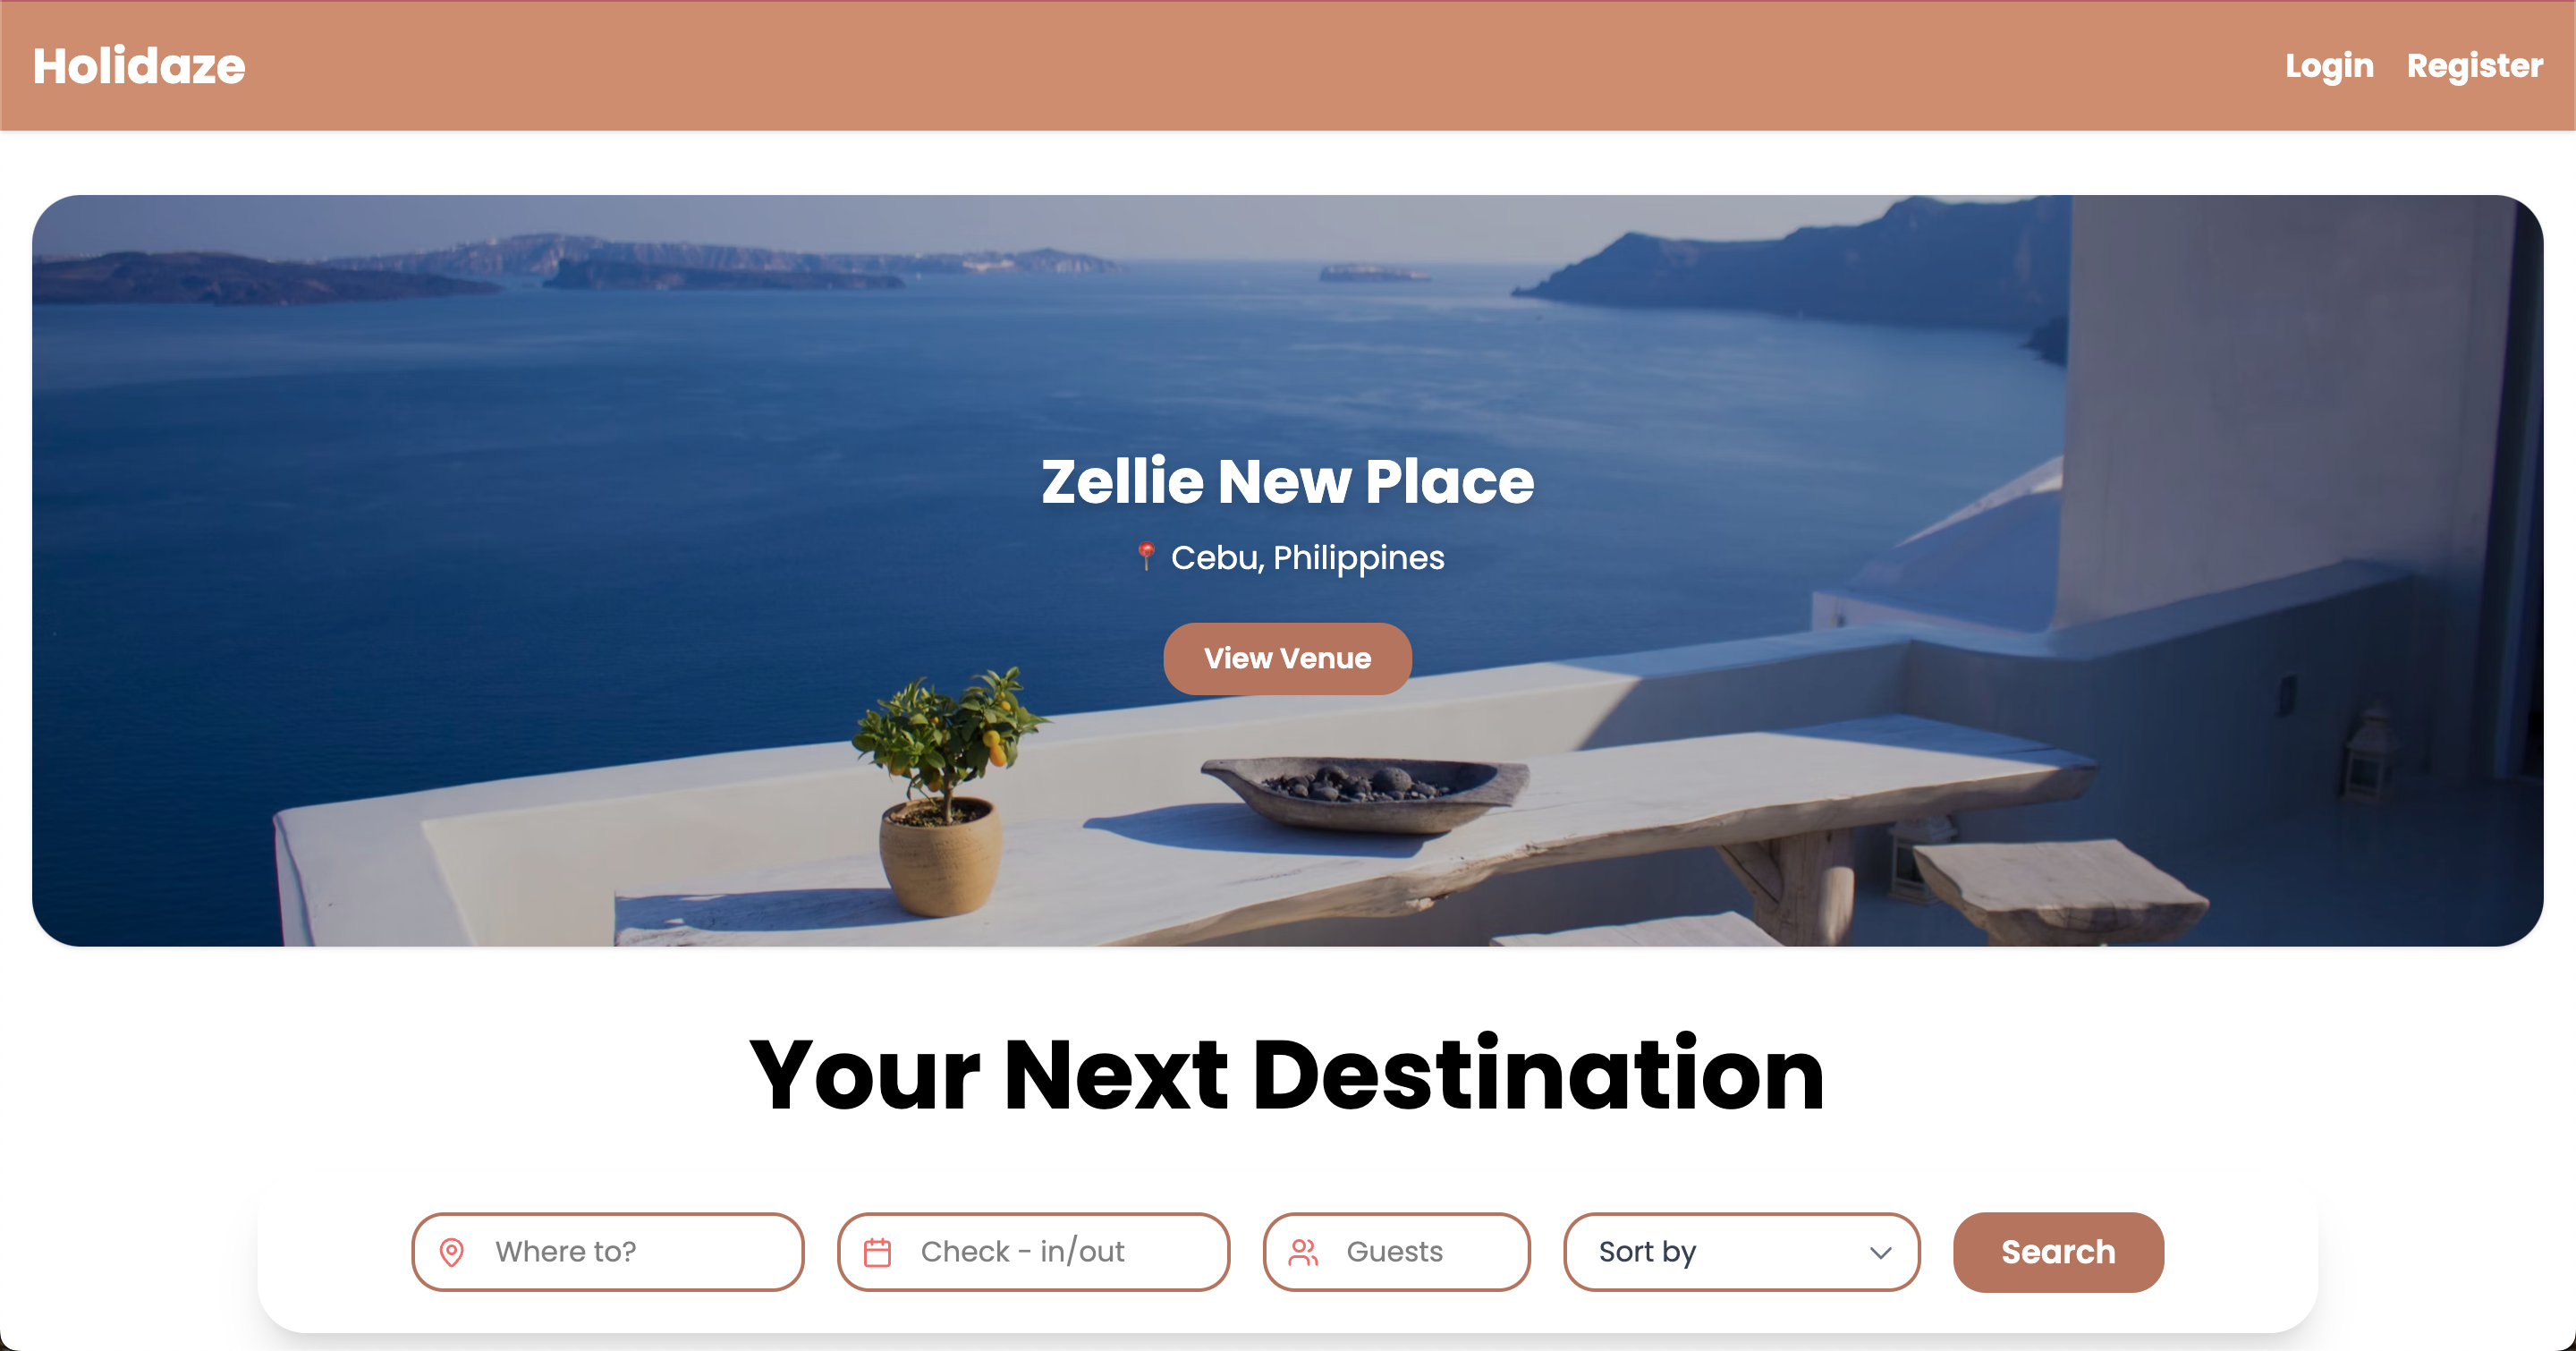 Holidaze
Login Register
Zellie New Place
📍 Cebu, Philippines
View Venue
Your Next Destination
Where to?
Check - in/out
Guests
Sort by
Search